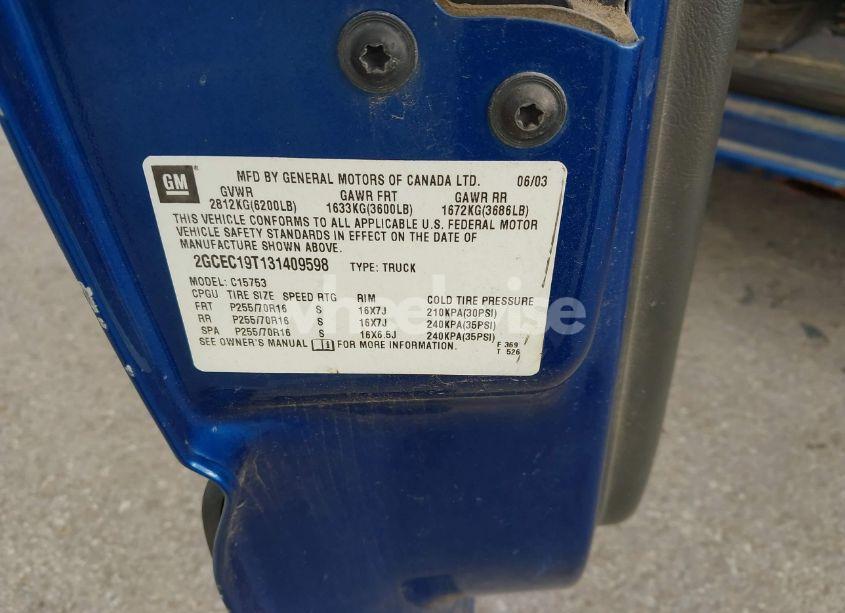 GM
MFD BY GENERAL MOTORS OF CANADA LTD. 06/03
GVWR GAWR FRT GAWR RR
2812KG(6200LB) 1633KG(3600LB) 1672KG(3686LB)
THIS VEHICLE CONFORMS TO ALL APPLICABLE U.S. FEDERAL MOTOR
VEHICLE SAFETY STANDARDS IN EFFECT ON THE DATE OF
MANUFACTURE SHOWN ABOVE.
2GCEC19T131409598 TYPE: TRUCK
MODEL: C15753
CPGU TIRE SIZE SPEED RTG RIM COLD TIRE PRESSURE
FRT P255/70R16 S 16X7J 210KPA(30PSI)
RR P255/70R16 S 16X7J 240KPA(35PSI)
SPA P255/70R16 S 16X6.5J 240KPA(35PSI)
SEE OWNER'S MANUAL FOR MORE INFORMATION.
F 369
T 526
wheelwise